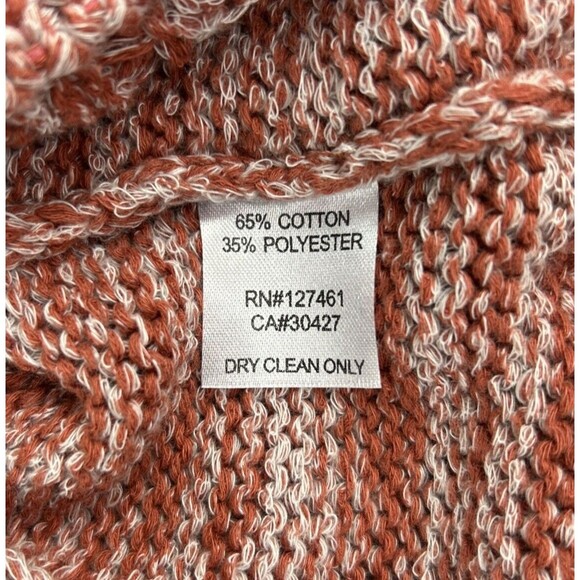 65% COTTON
35% POLYESTER
RN#127461
CA#30427
DRY CLEAN ONLY